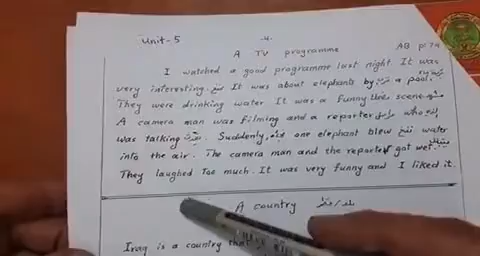 Unit-5
-4-
A TV programme
AB p 74
I watched a good programme last night. It was
very interesting. It was about elephants by a pool.
They were drinking water. It was a funny scene.
A camera man was filming and a reporter who
was talking. Suddenly, one elephant blew water
into the air. The camera man and the reporter got wet.
They laughed Too much. It was very funny and I liked it.
A country
Iraq is a country that